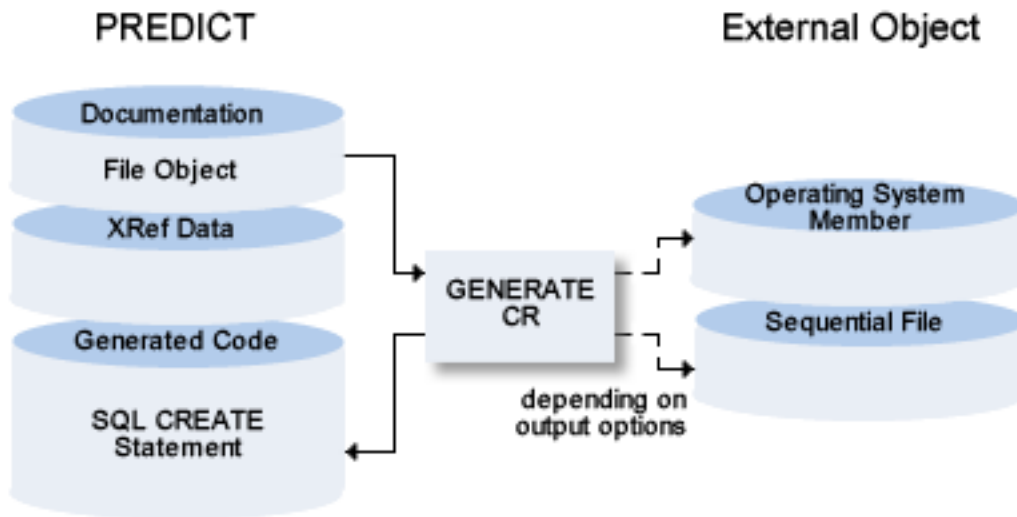 PREDICT
External Object
Documentation
File Object
XRef Data
Generated Code
SQL CREATE
Statement
GENERATE
CR
depending on
output options
Operating System
Member
Sequential File